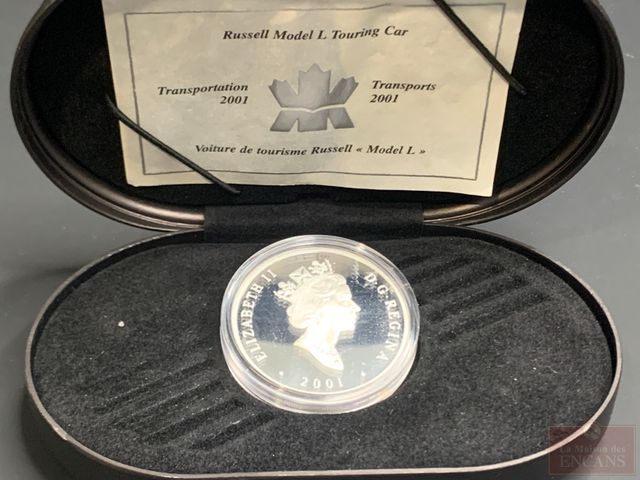 Russell Model L Touring Car
Transportation 2001
Transports 2001
Voiture de tourisme Russell « Model L »
ELIZABETH II D·G·REGINA
2001
La Maison des
ENCANS